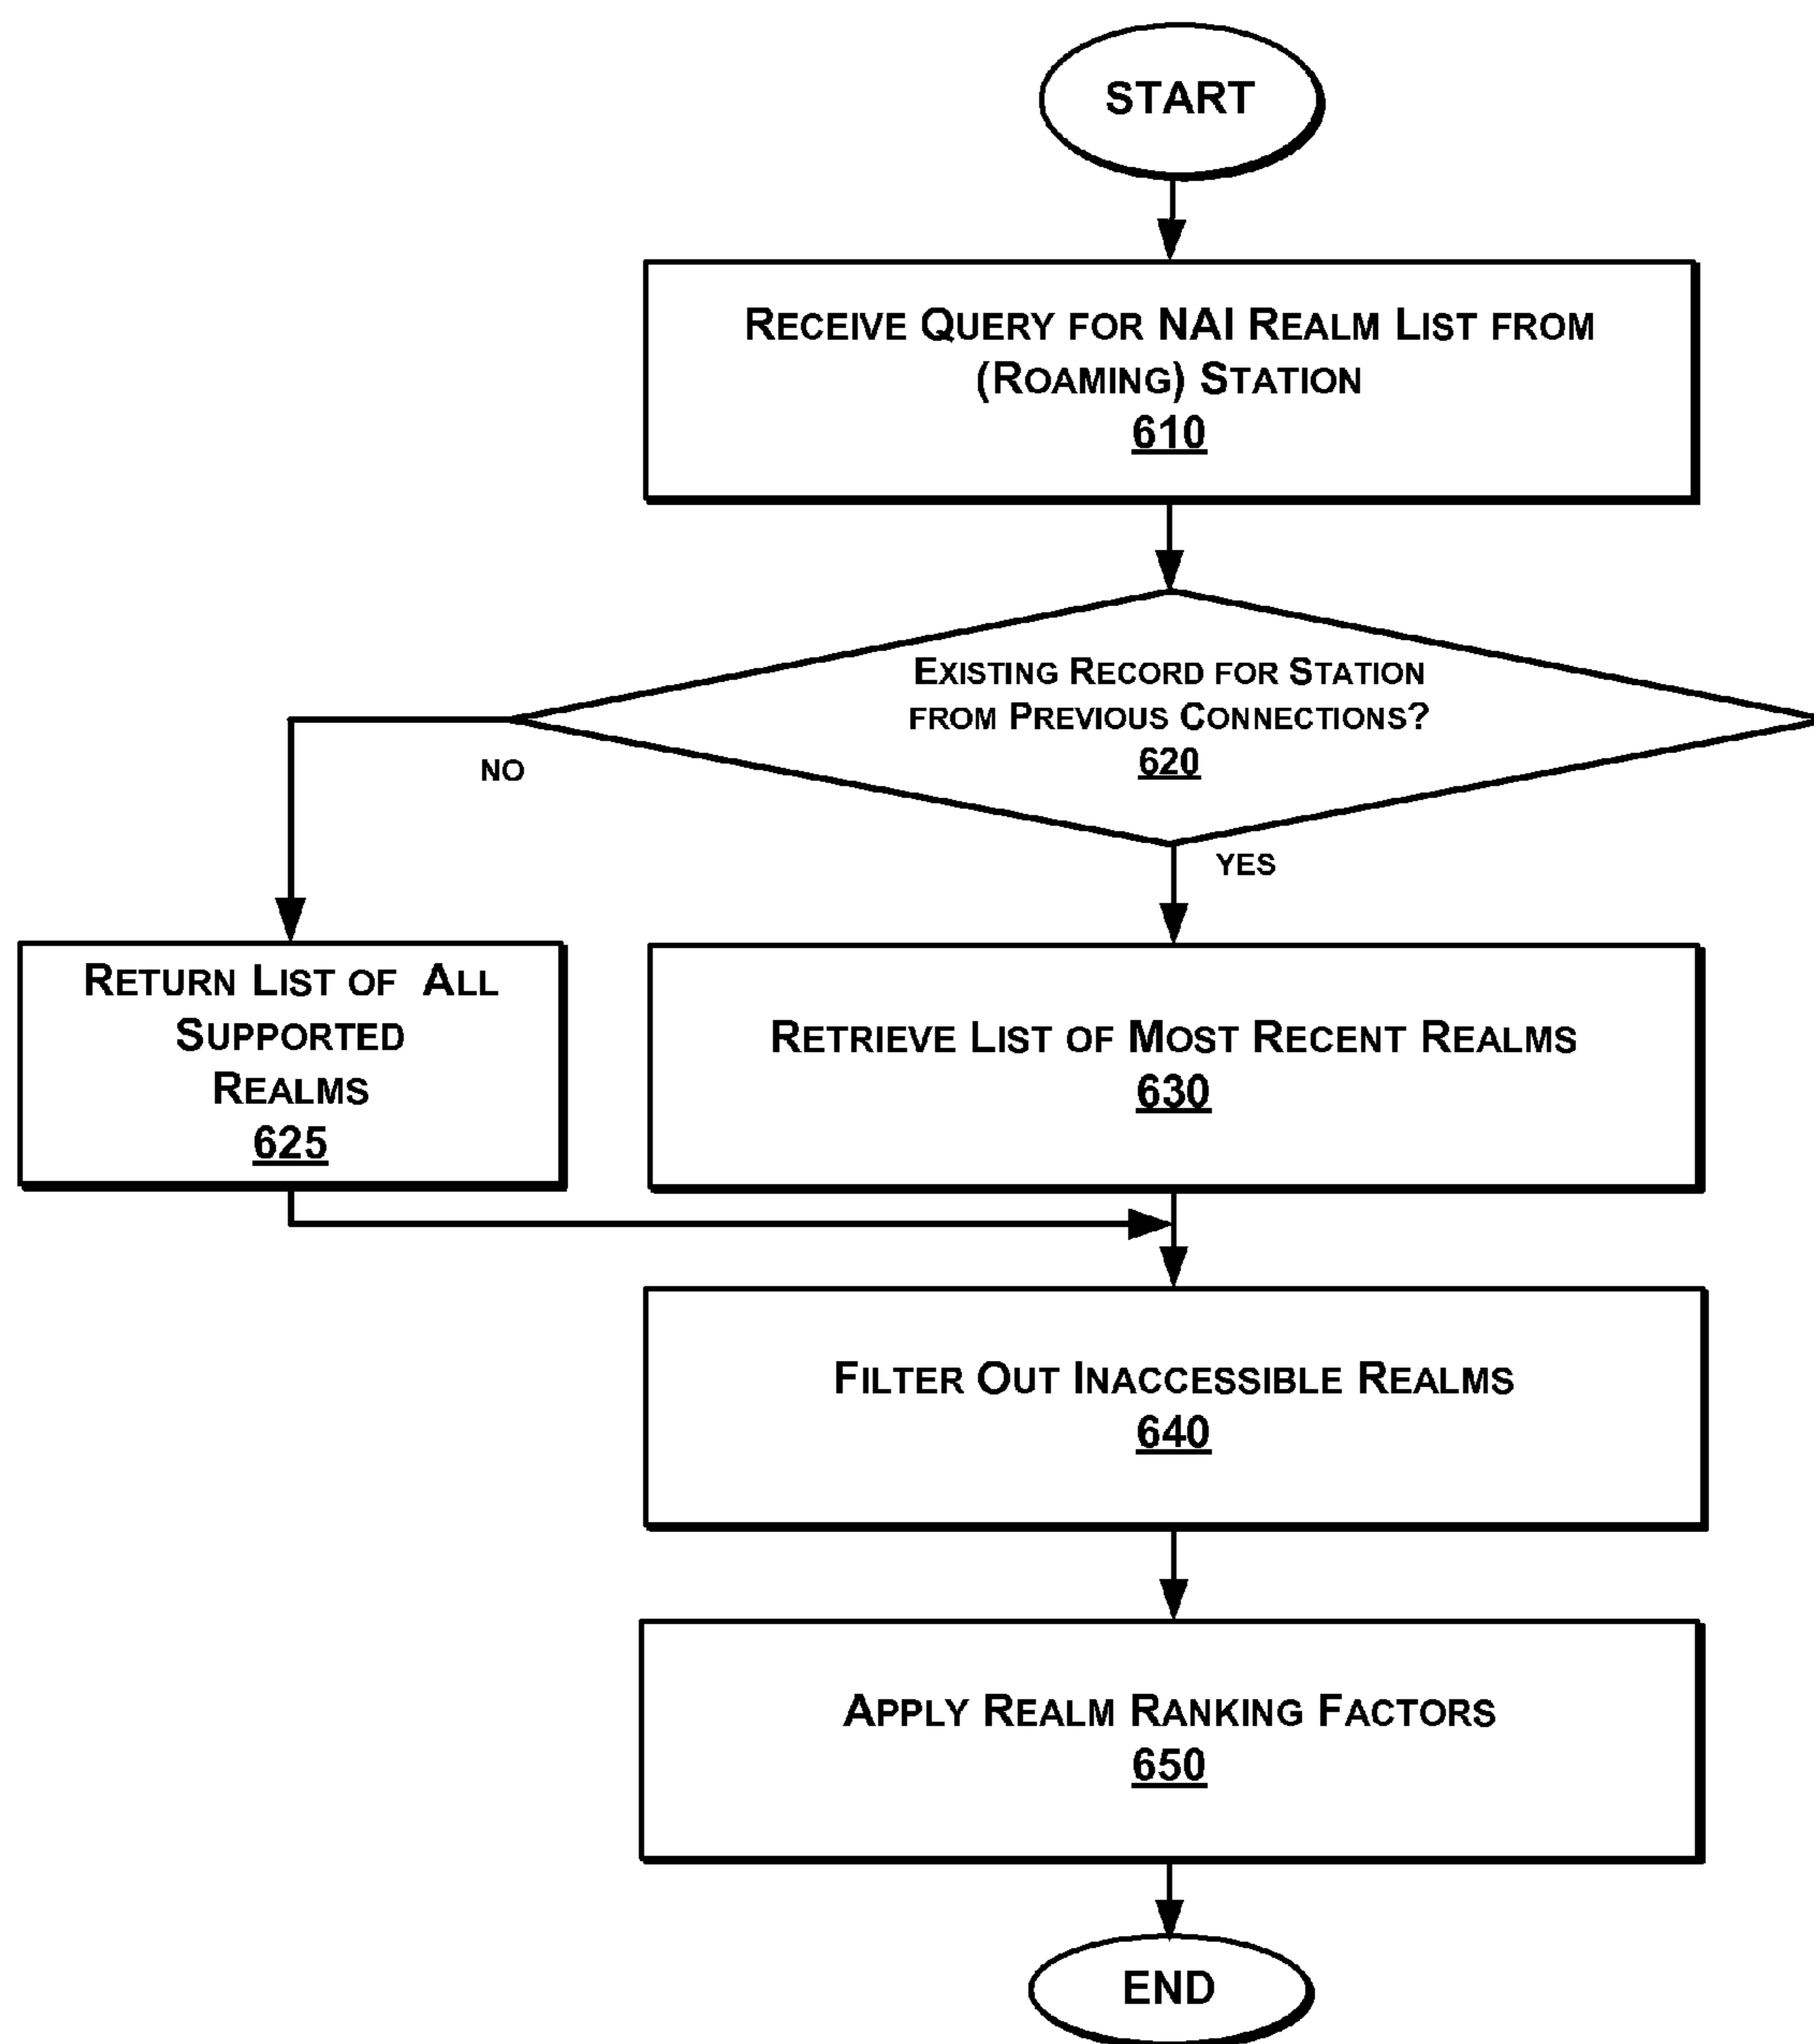 START
RECEIVE QUERY FOR NAI REALM LIST FROM
(ROAMING) STATION
610
EXISTING RECORD FOR STATION
FROM PREVIOUS CONNECTIONS?
620
NO
YES
RETURN LIST OF ALL
SUPPORTED
REALMS
625
RETRIEVE LIST OF MOST RECENT REALMS
630
FILTER OUT INACCESSIBLE REALMS
640
APPLY REALM RANKING FACTORS
650
END